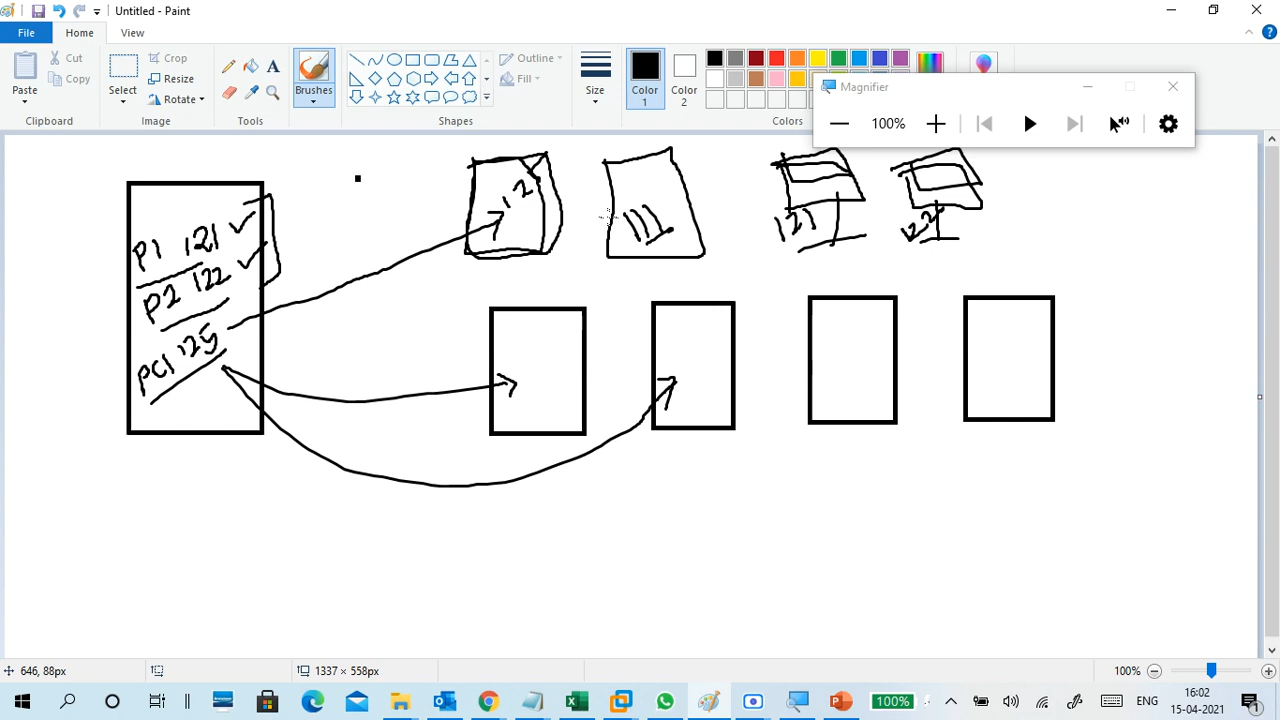 Untitled - Paint
File
Home
View
Paste
Cut
Copy
Clipboard
Select
Crop
Resize
Rotate
Image
A
Tools
Brushes
Shapes
Outline
Fill
Size
Color
1
Color
2
Colors
Magnifier
100%
P1 121
P2 122
PC1 125
12
121
122
646, 88px
1337 × 558px
100%
100%
ENG
16:02
15-04-2021